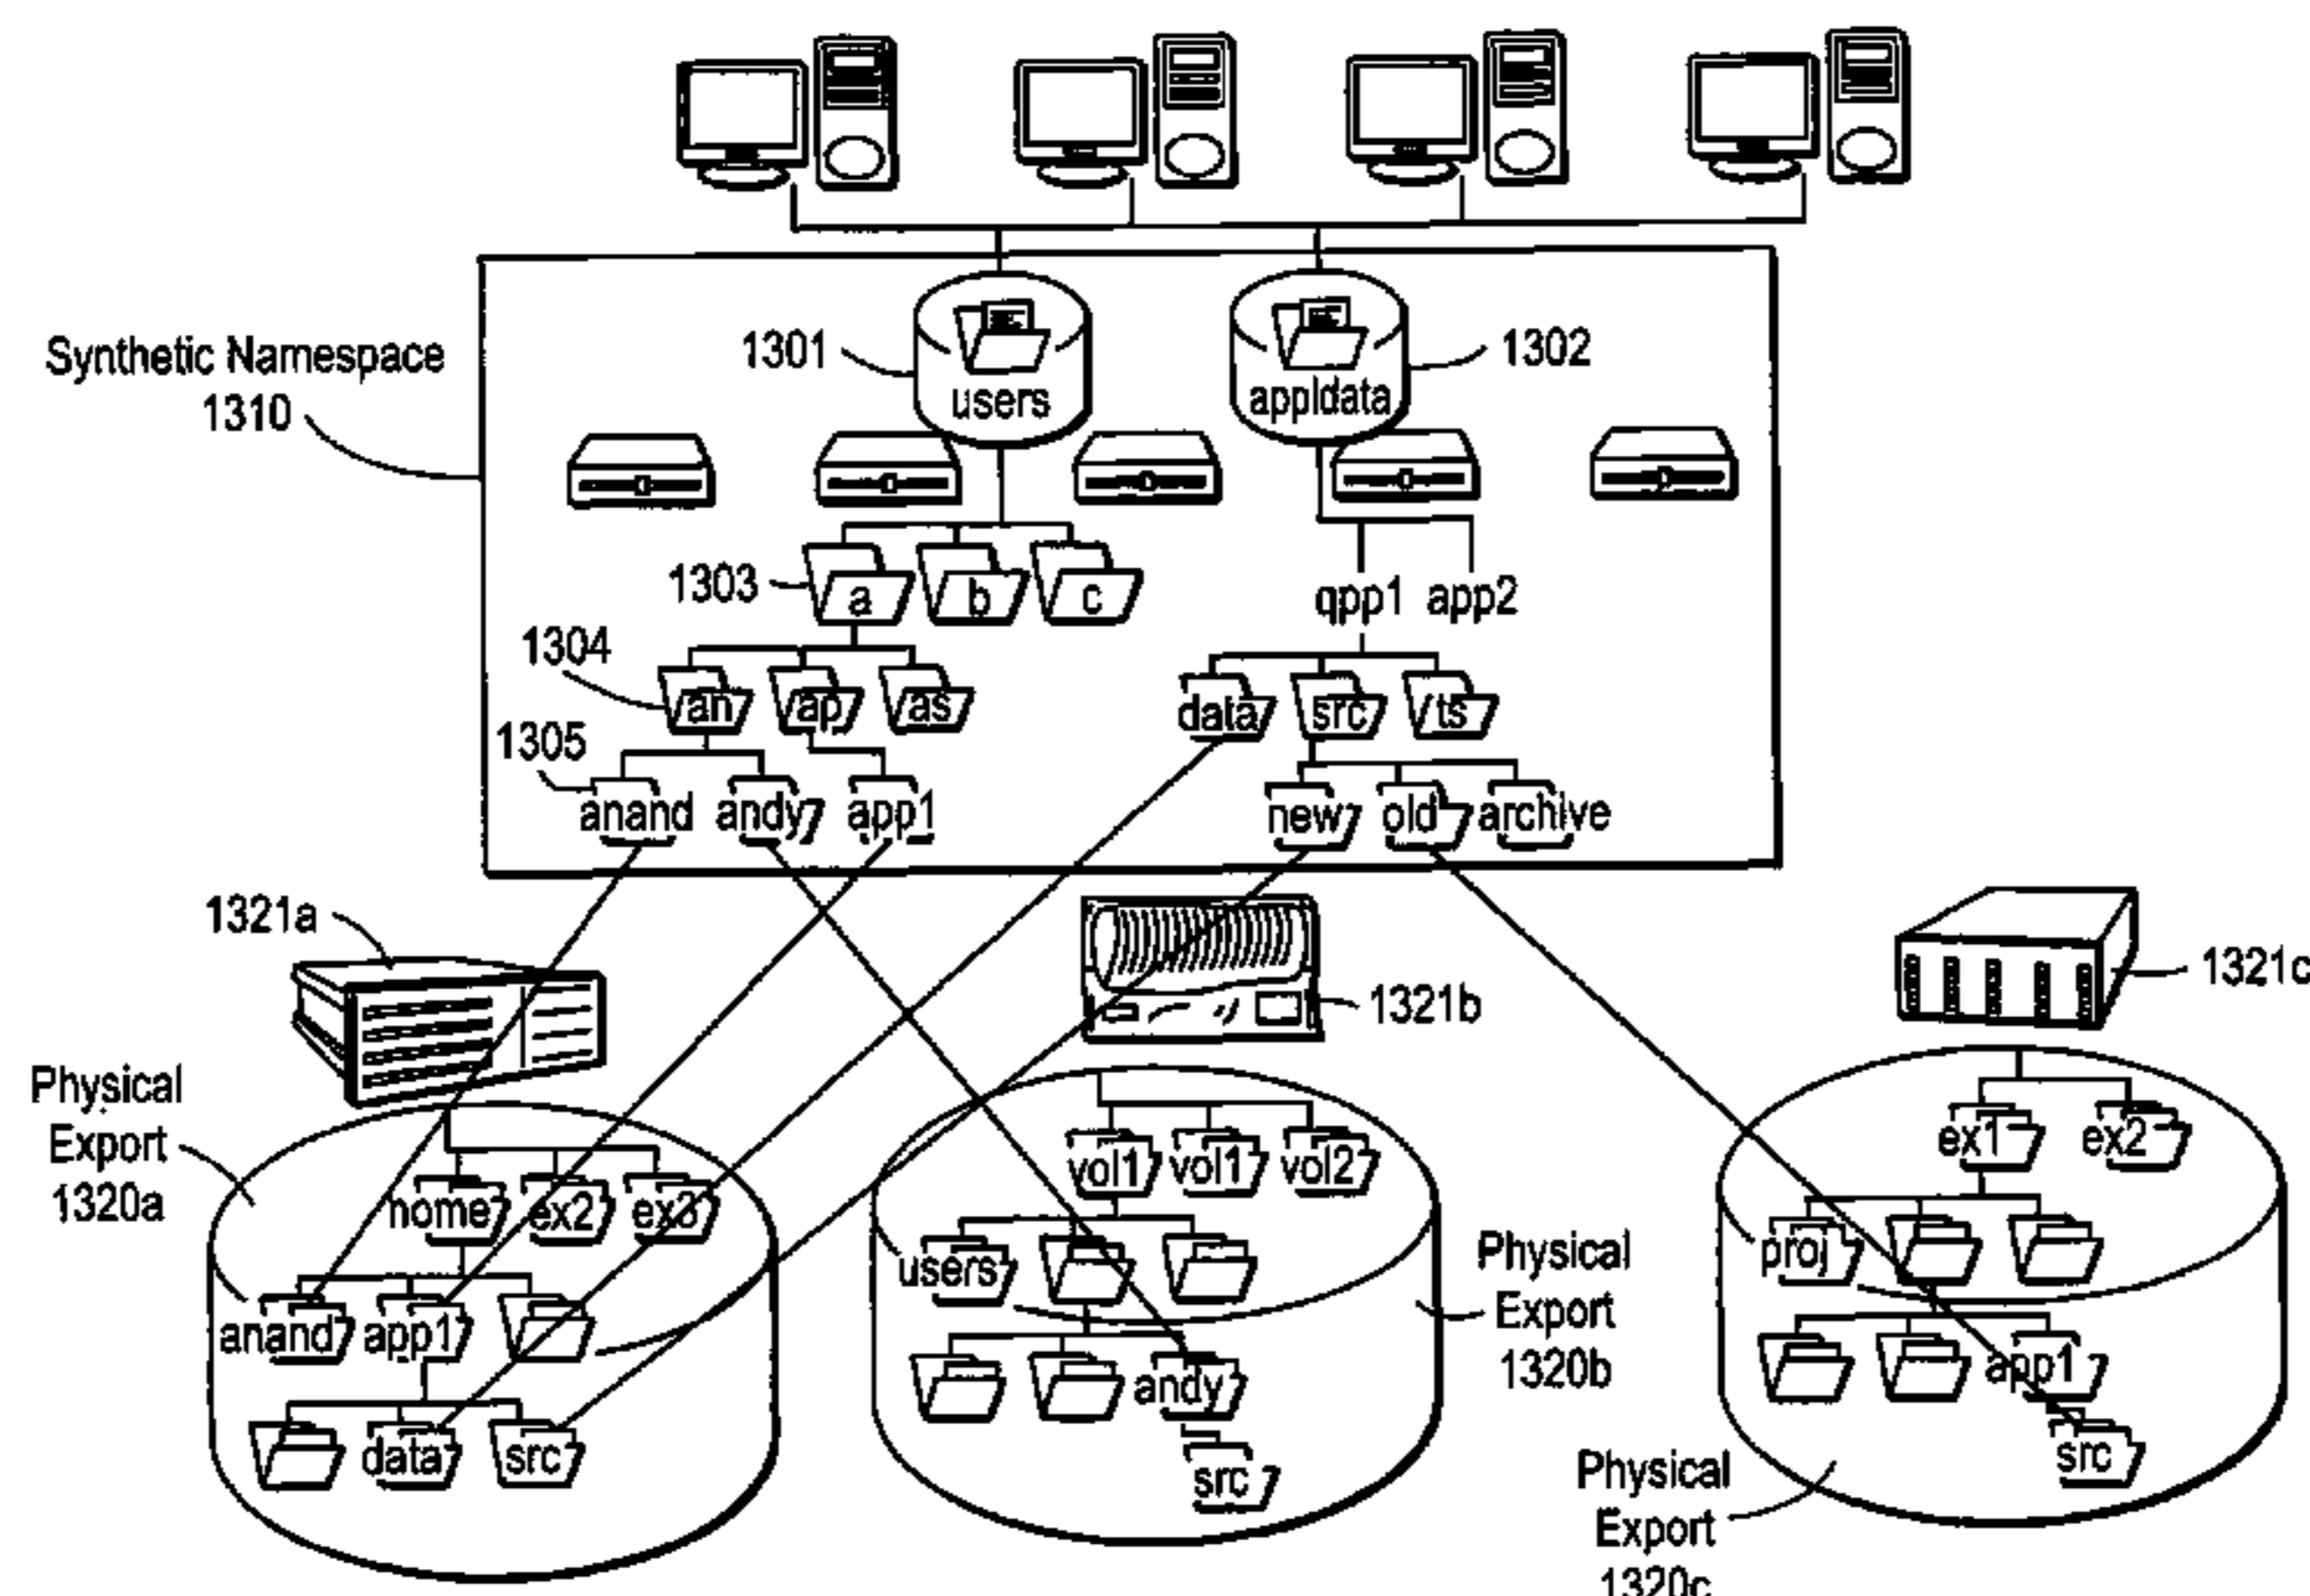 Synthetic Namespace
1310
1301
users
appldata
1302
1303
a
b
c
qpp1
app2
1304
an
ap
as
data
src
ts
1305
anand
andy
app1
new
old
archive
1321a
1321b
1321c
Physical
Export
1320a
home
ex2
ex3
anand
app1
data
src
vol1
vol1
vol2
users
andy
src
Physical
Export
1320b
ex1
ex2
proj
app1
src
Physical
Export
1320c